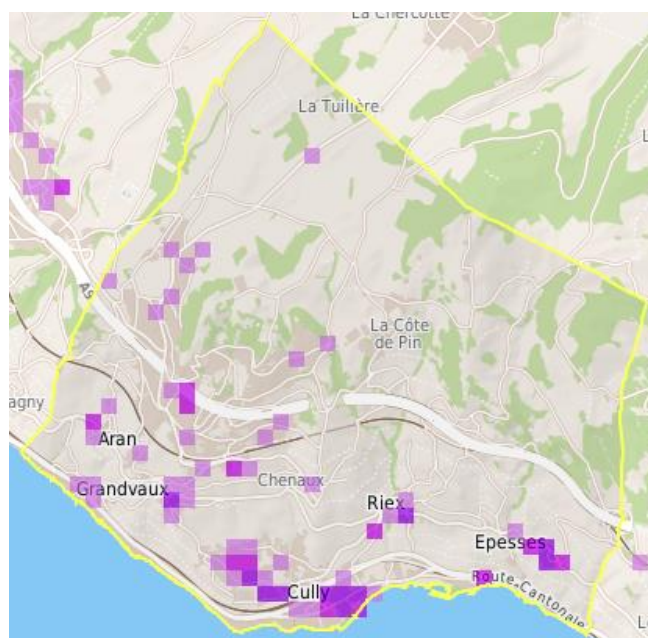 La Chercotte
La Tuilière
A9
La Côte
de Pin
agny
Aran
Chenaux
Grandvaux
Riex
Epesses
Cully
Route-Cantonale
L
L